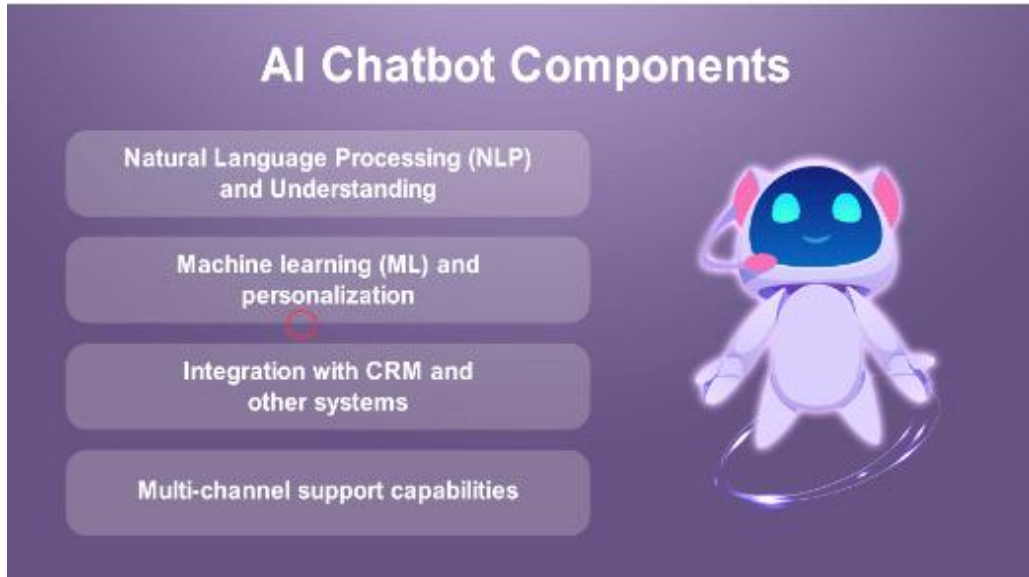 AI Chatbot Components
Natural Language Processing (NLP)
and Understanding
Machine learning (ML) and
personalization
Integration with CRM and
other systems
Multi-channel support capabilities